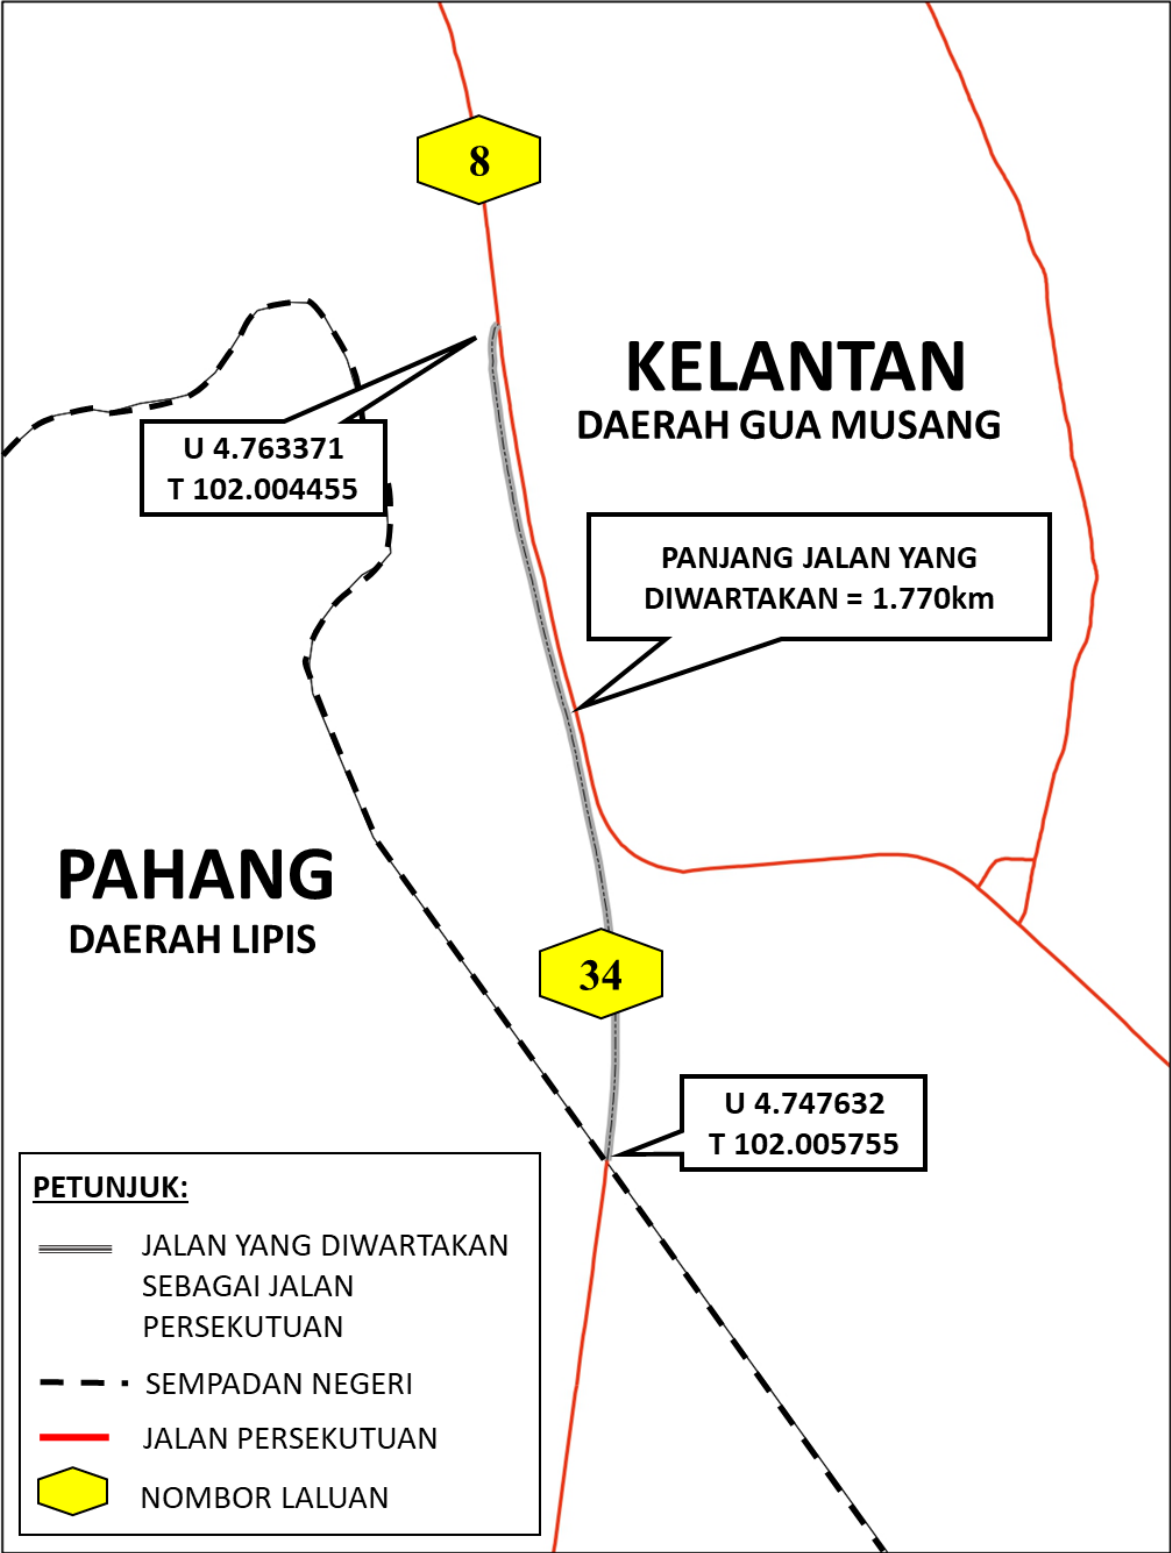 8
KELANTAN
DAERAH GUA MUSANG
U 4.763371
T 102.004455
PANJANG JALAN YANG
DIWARTAKAN = 1.770km
PAHANG
DAERAH LIPIS
34
U 4.747632
T 102.005755
PETUNJUK:
JALAN YANG DIWARTAKAN
SEBAGAI JALAN
PERSEKUTUAN
SEMPADAN NEGERI
JALAN PERSEKUTUAN
NOMBOR LALUAN